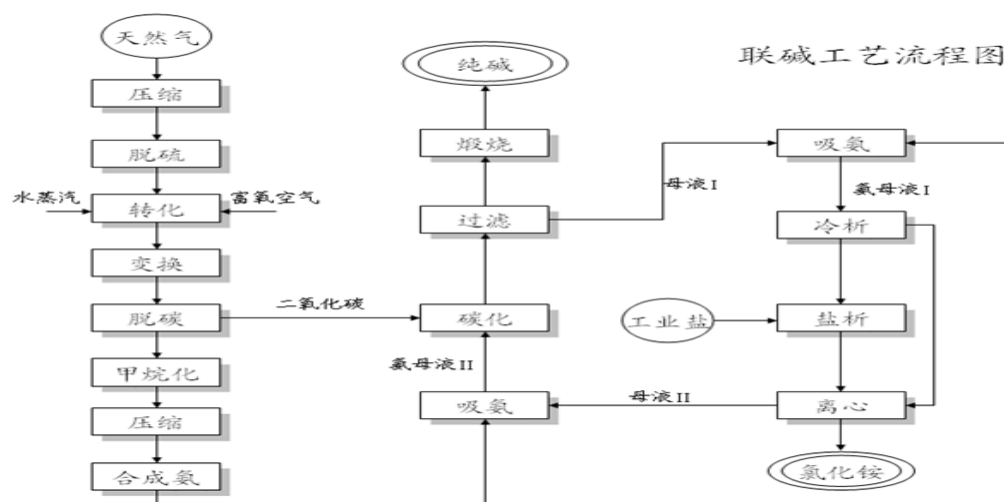 联碱工艺流程图
天然气
压缩
脱硫
水蒸汽
富氧空气
转化
变换
脱碳
二氧化碳
甲烷化
压缩
合成氨
纯碱
煅烧
过滤
母液I
碳化
氨母液II
吸氨
母液II
吸氨
氨母液I
冷析
工业盐
盐析
离心
氯化铵